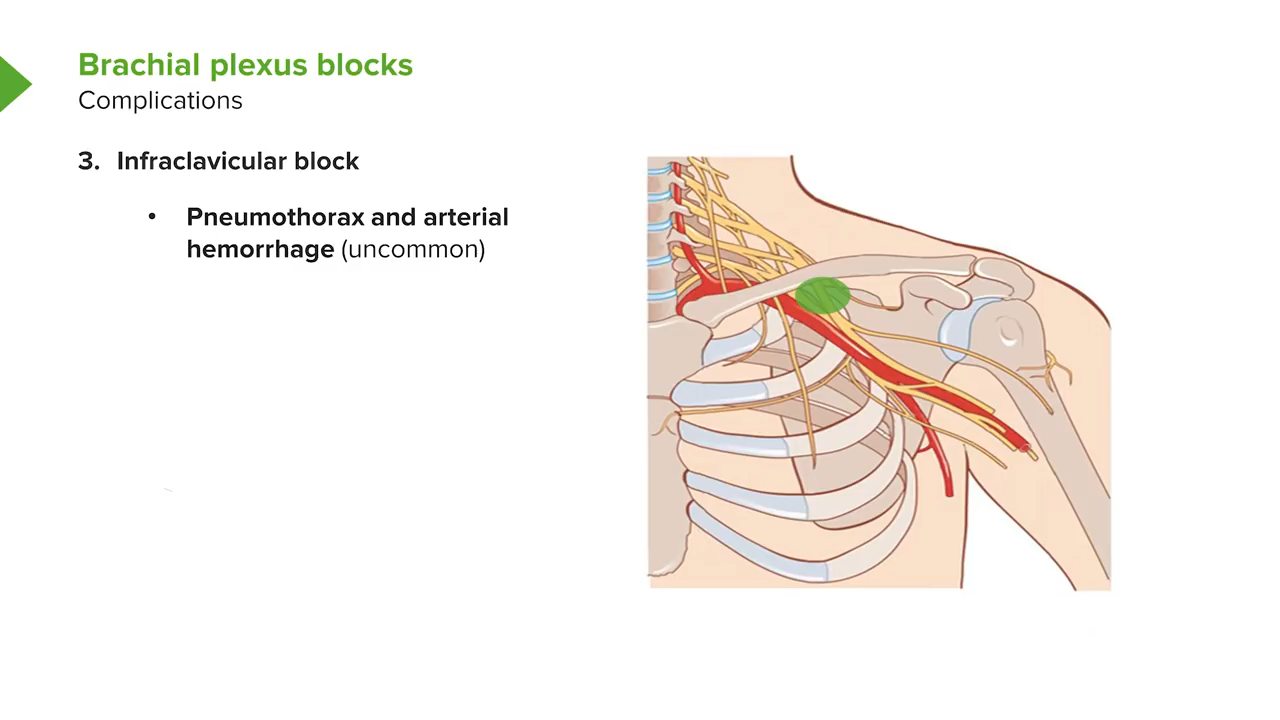 Brachial plexus blocks
Complications
3. Infraclavicular block
• Pneumothorax and arterial
hemorrhage (uncommon)